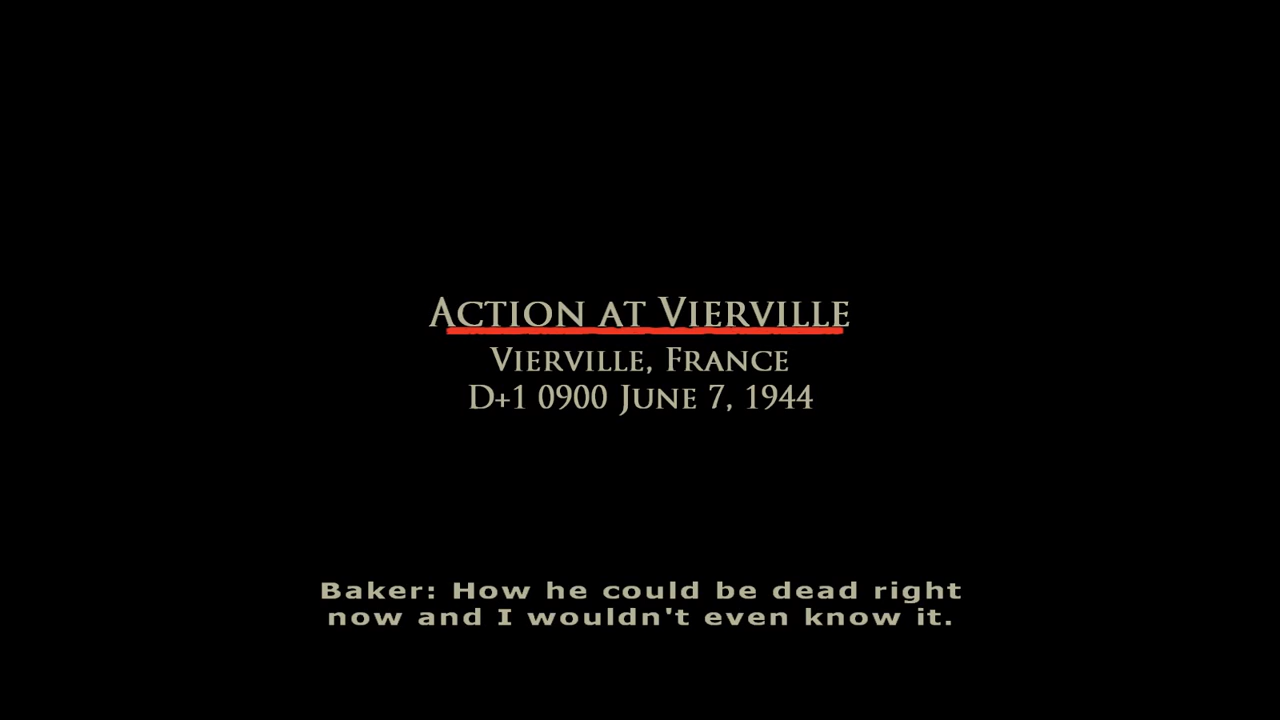 Action at Vierville
Vierville, France
D+1 0900 June 7, 1944
Baker: How he could be dead right
now and I wouldn't even know it.